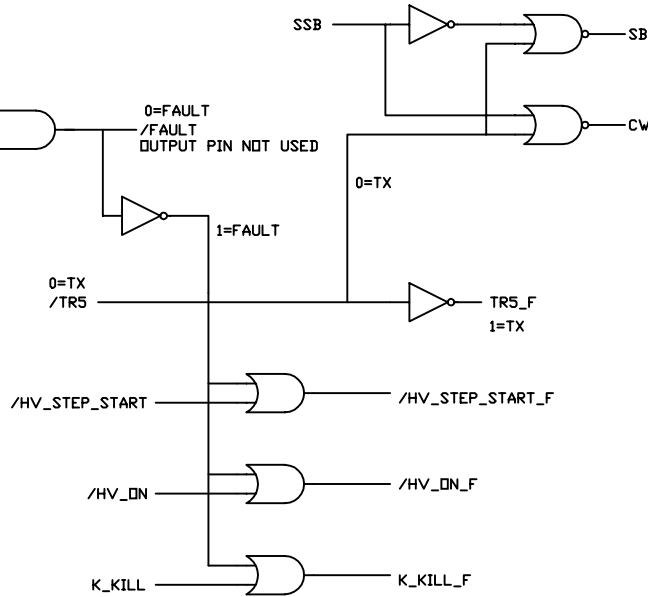 SSB
SB
0=FAULT
/FAULT
OUTPUT PIN NOT USED
CW
0=TX
1=FAULT
0=TX
/TR5
TR5_F
1=TX
/HV_STEP_START
/HV_STEP_START_F
/HV_ON
/HV_ON_F
K_KILL
K_KILL_F